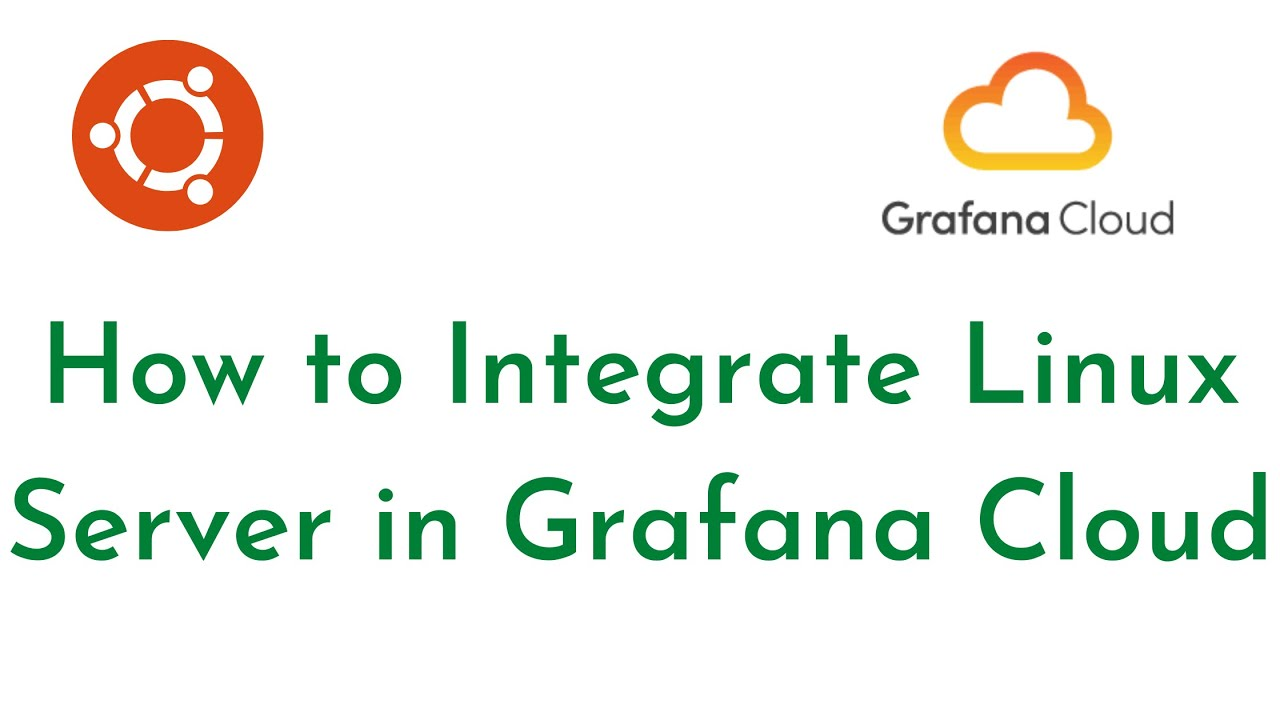 Grafana Cloud
How to Integrate Linux
Server in Grafana Cloud